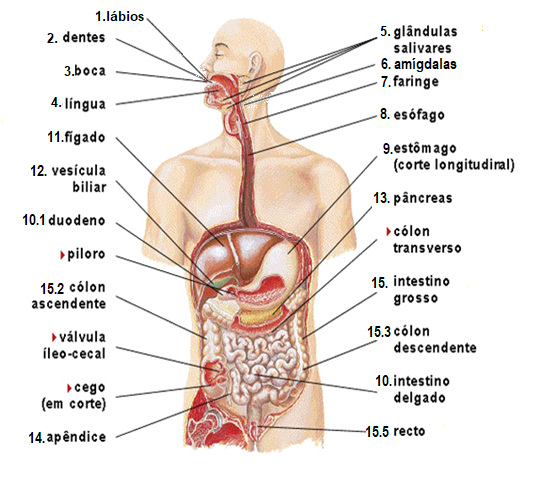 1.lábios
2. dentes
3.boca
4. língua
11.fígado
12. vesícula
biliar
10.1 duodeno
piloro
15.2 cólon
ascendente
válvula
íleo-cecal
cego
(em corte)
14.apêndice
5. glândulas
salivares
6. amígdalas
7. faringe
8. esófago
9.estômago
(corte longitudiral)
13. pâncreas
cólon
transverso
15. intestino
grosso
15.3 cólon
descendente
10.intestino
delgado
15.5 recto